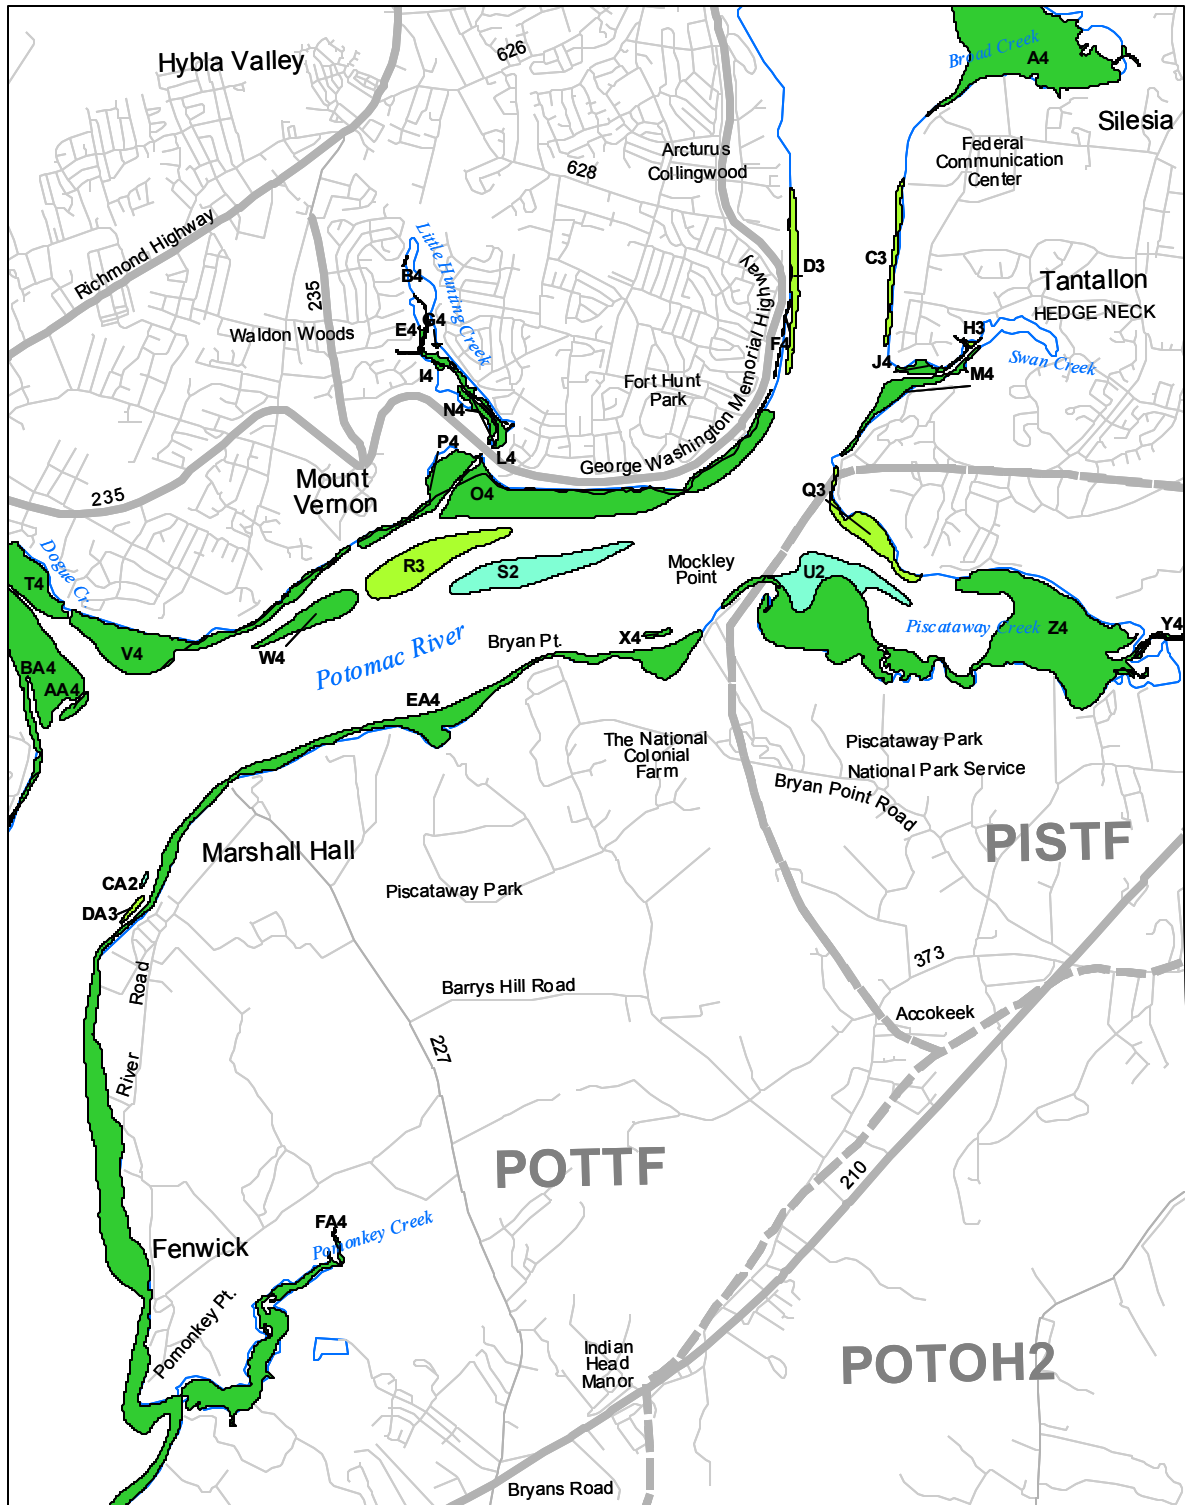 626
Hybla Valley
Broad Creek
A4
Silesia
Arcturus
Collingwood
628
Federal
Communication
Center
Richmond Highway
235
Little Hunting Creek
B4
D3
C3
Tantallon
HEDGE NECK
Waldon Woods
E4
G4
F4
H3
Swan Creek
J4
M4
I4
Fort Hunt
Park
George Washington Memorial Highway
N4
P4
L4
Mount
Vernon
235
O4
Q3
Dogue Cr.
T4
R3
S2
Mockley
Point
U2
Piscataway Creek
Z4
Y4
V4
W4
Potomac River
Bryan Pt.
X4
BA4
AA4
EA4
The National
Colonial
Farm
Piscataway Park
National Park Service
Bryan Point Road
PISTF
Marshall Hall
CA2
DA3
Piscataway Park
River Road
Barrys Hill Road
373
Accokeek
227
POTTF
210
FA4
Pomonkey Creek
Fenwick
Pomonkey Pt.
Indian
Head
Manor
POTOH2
Bryans Road